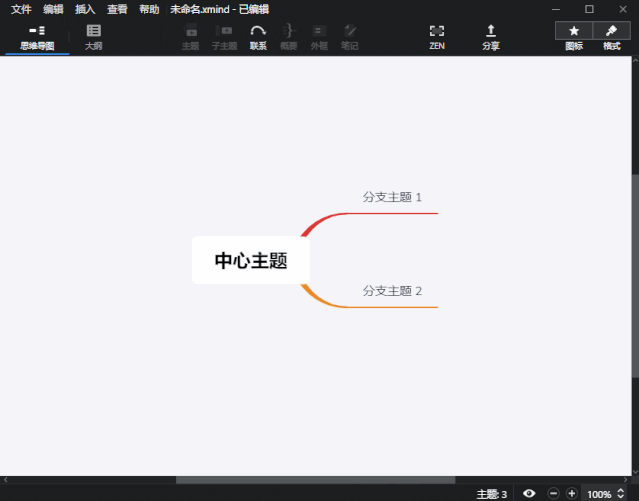 文件 编辑 插入 查看 帮助 未命名.xmind - 已编辑
思维导图 大纲 主题 子主题 联系 概要 外框 笔记 ZEN 分享 图标 格式
分支主题 1
中心主题
分支主题 2
主题: 3 100%